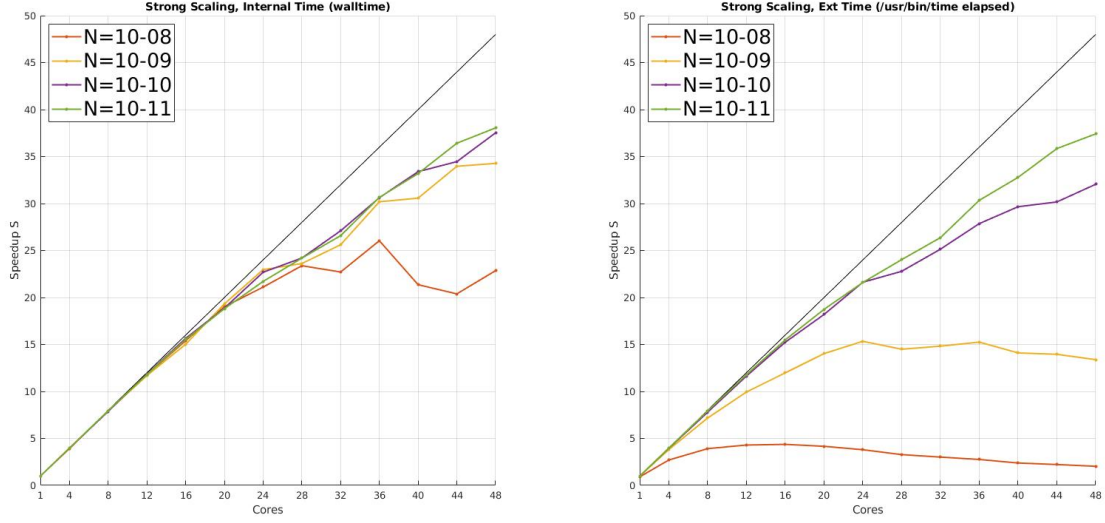 Strong Scaling, Internal Time (walltime)
50
45
40
35
30
25
20
15
10
5
0
Speedup S
N=10-08
N=10-09
N=10-10
N=10-11
1 4 8 12 16 20 24 28 32 36 40 44 48
Cores
Strong Scaling, Ext Time (/usr/bin/time elapsed)
50
45
40
35
30
25
20
15
10
5
0
Speedup S
N=10-08
N=10-09
N=10-10
N=10-11
1 4 8 12 16 20 24 28 32 36 40 44 48
Cores